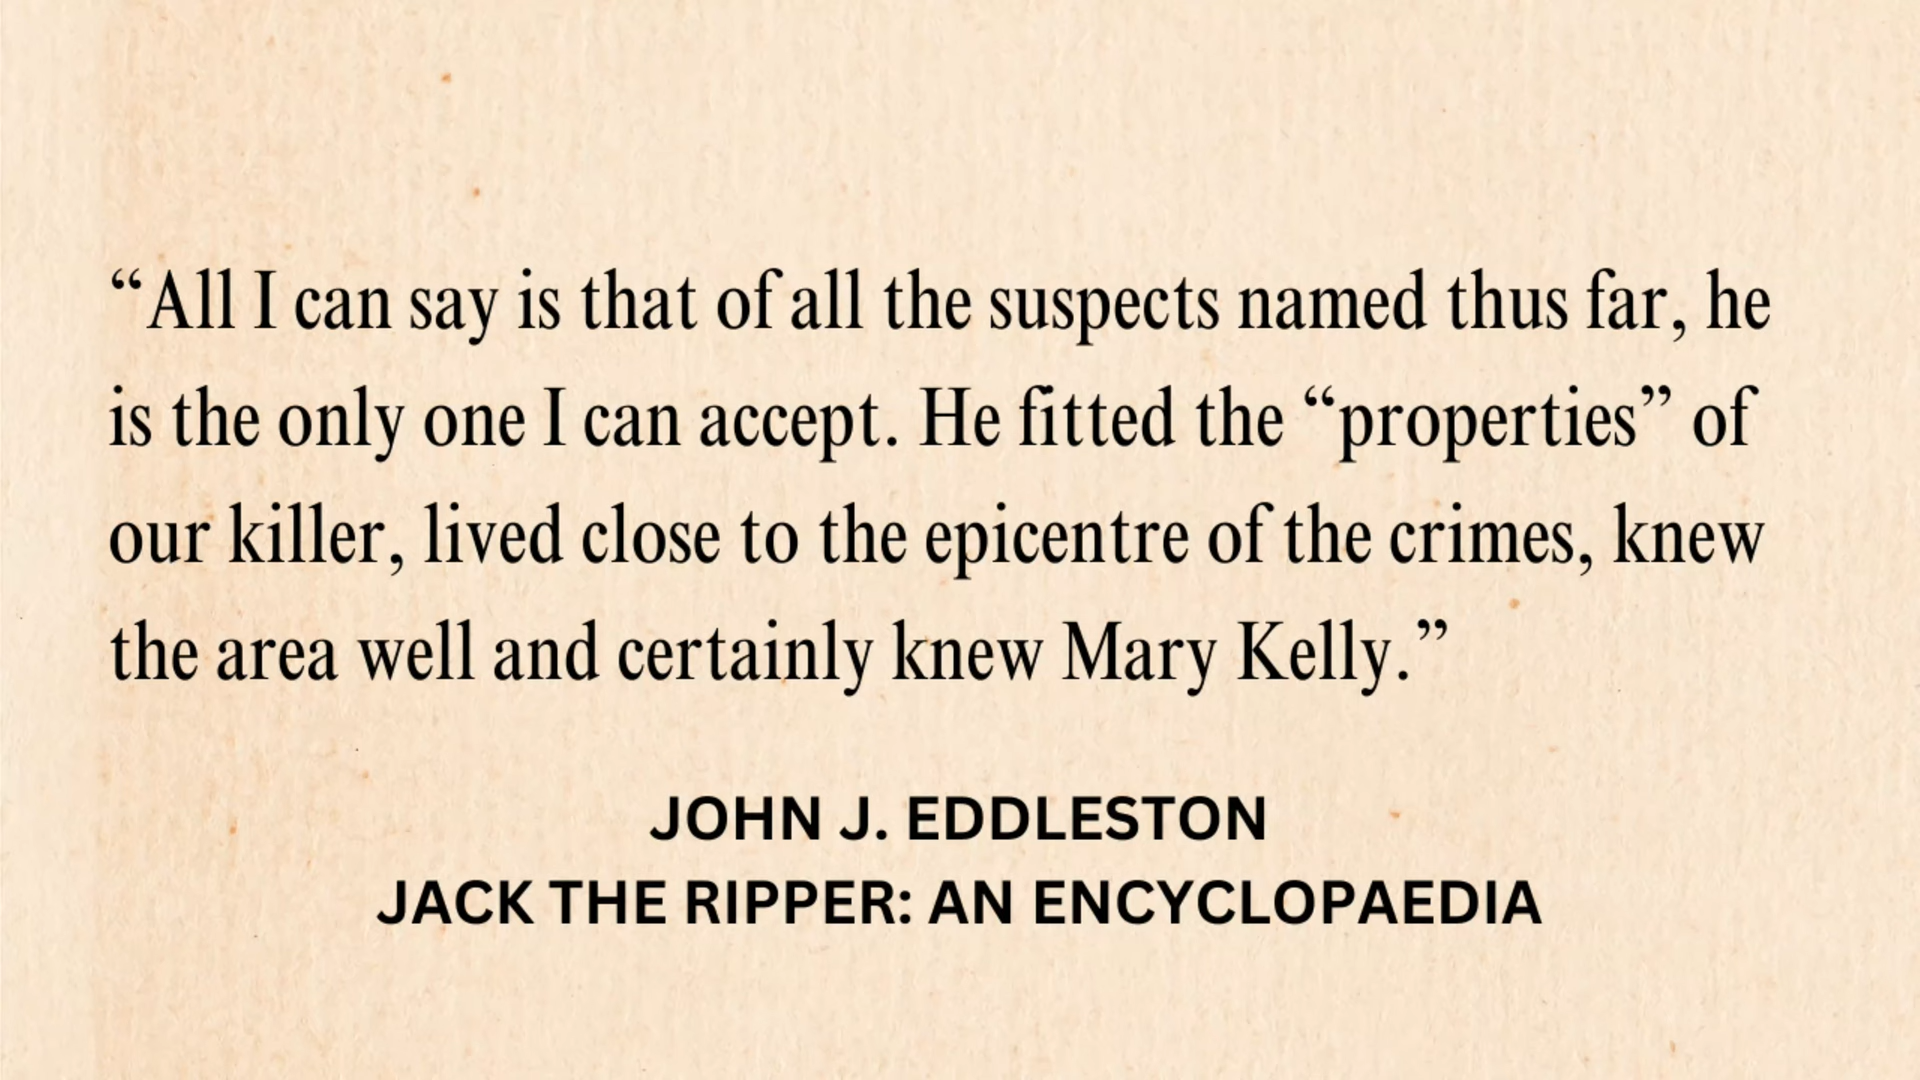 “All I can say is that of all the suspects named thus far, he
is the only one I can accept. He fitted the “properties” of
our killer, lived close to the epicentre of the crimes, knew
the area well and certainly knew Mary Kelly.”
JOHN J. EDDLESTON
JACK THE RIPPER: AN ENCYCLOPAEDIA